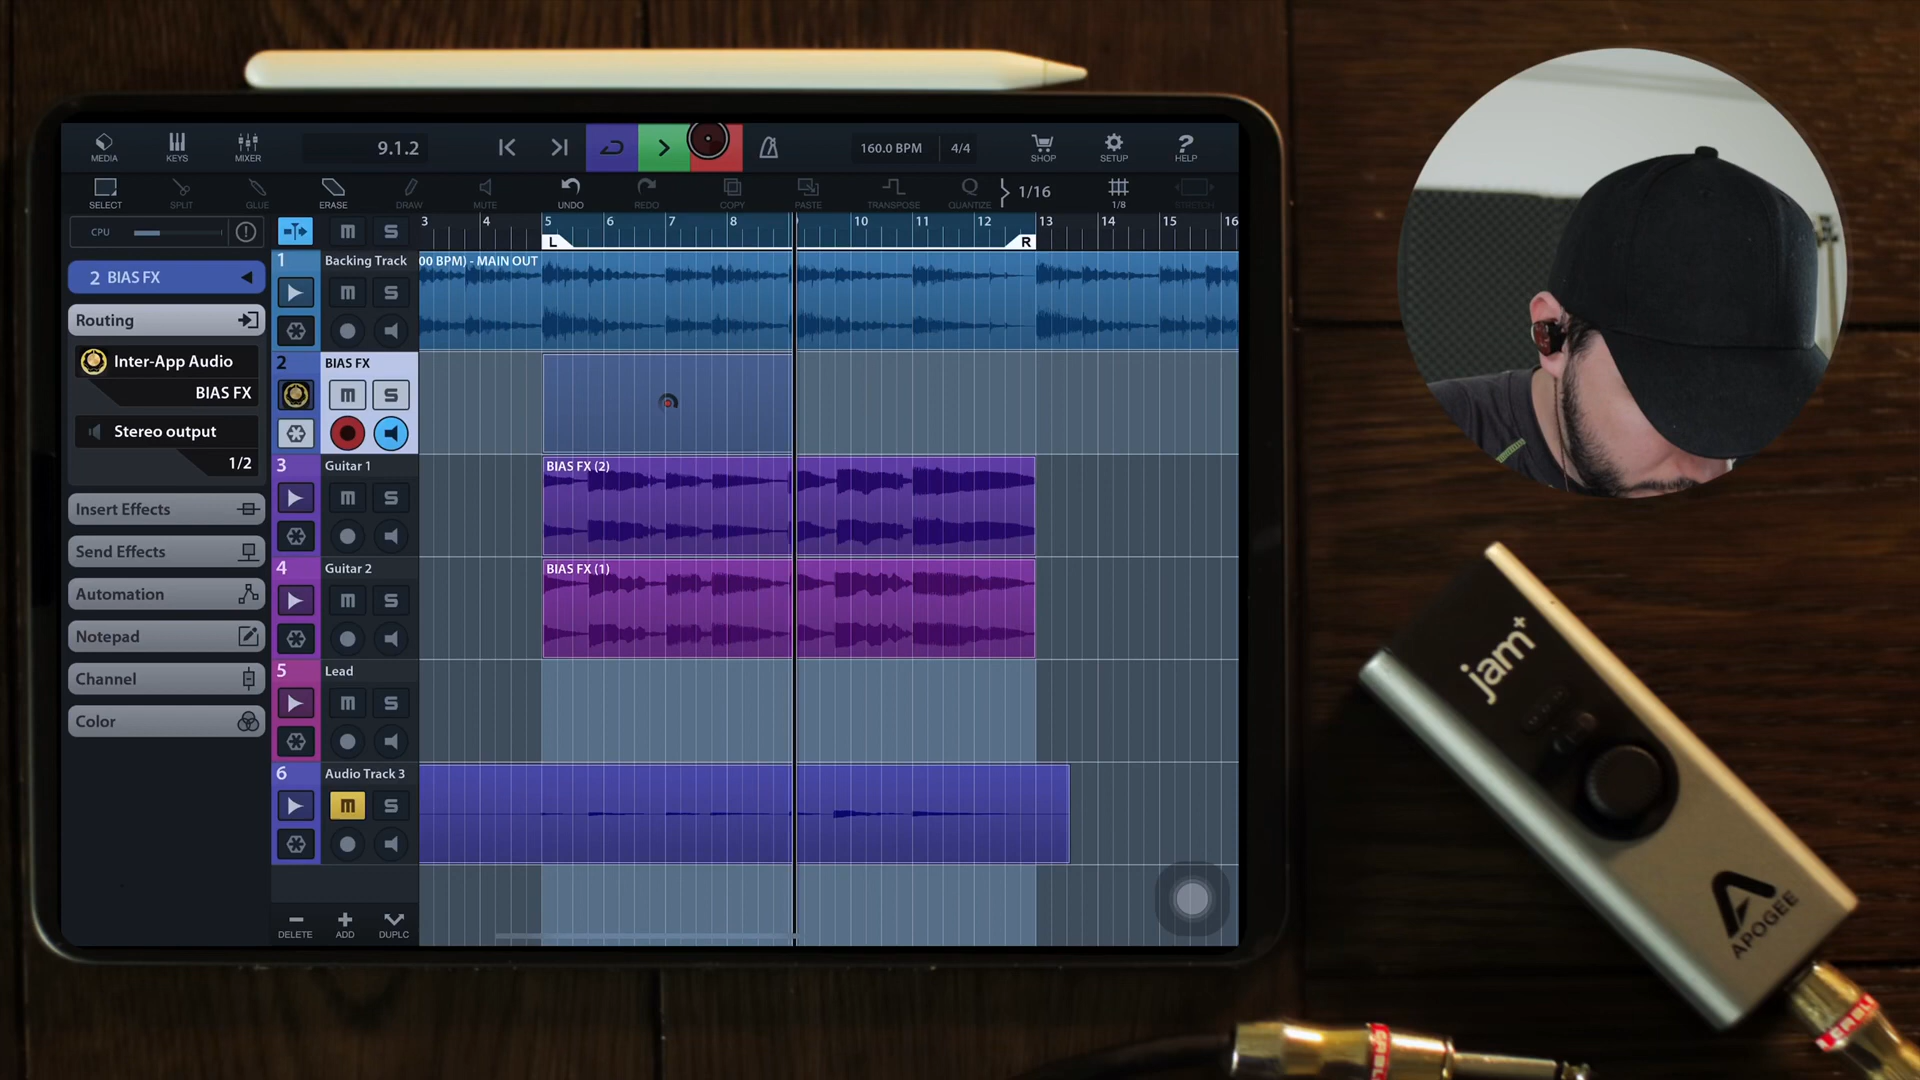 MEDIA
KEYS
MIXER
9.1.2
160.0 BPM
4/4
SHOP
SETUP
? HELP
SELECT
SPLIT
GLUE
ERASE
DRAW
MUTE
UNDO
REDO
COPY
PASTE
TRANSPOSE
QUANTIZE
1/16
1/8
STRETCH
CPU
M S
3 4 5 6 7 8 10 11 12 13 14 15 16
L R
2 BIAS FX
Routing
Inter-App Audio
BIAS FX
Stereo output
1/2
Insert Effects
Send Effects
Automation
Notepad
Channel
Color
1 Backing Track
M S
00 BPM) - MAIN OUT
2 BIAS FX
M S
3 Guitar 1
M S
BIAS FX (2)
4 Guitar 2
M S
BIAS FX (1)
5 Lead
M S
6 Audio Track 3
M S
DELETE
ADD
DUPLC
jam+
APOGEE